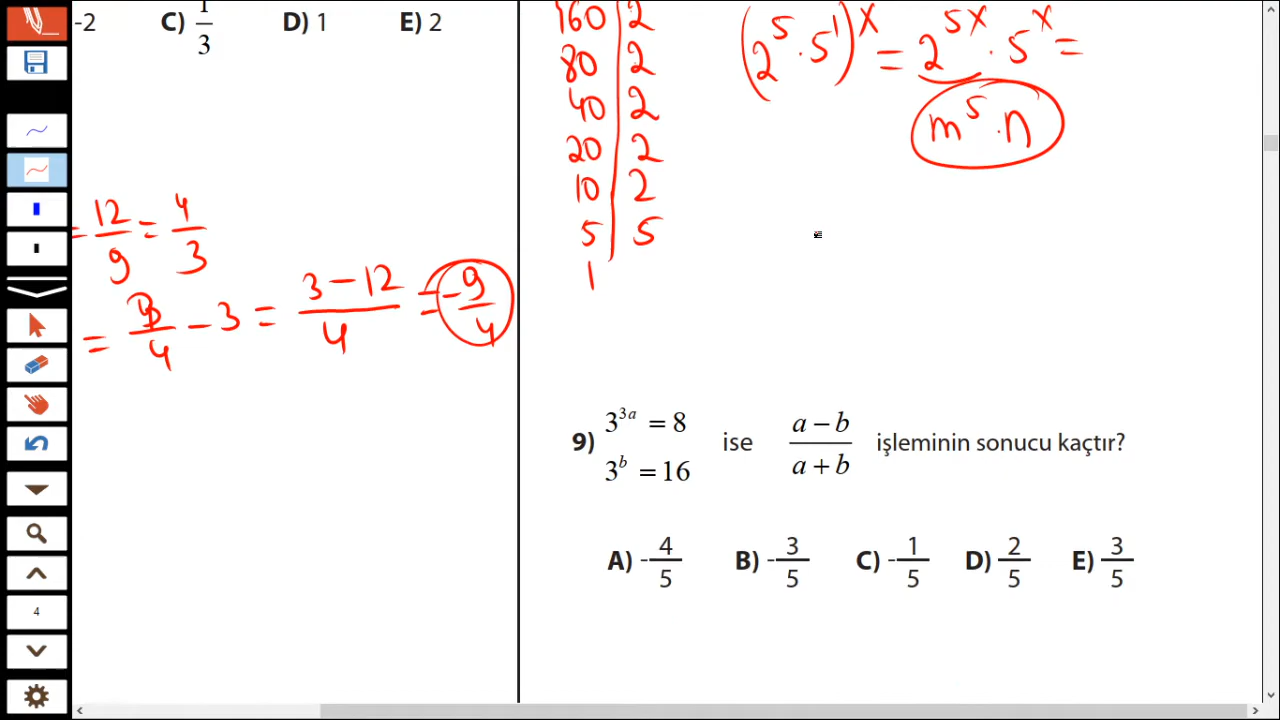 -2 C) 1/3 D) 1 E) 2
= 12/9 = 4/3
= 3/4 - 3 = (3 - 12)/4 = -9/4
160 | 2
80 | 2
40 | 2
20 | 2
10 | 2
5 | 5
1
(2^5 · 5^1)^x = 2^5x · 5^x =
m^5 · n
9) 3^3a = 8
3^b = 16
ise (a − b)/(a + b) işleminin sonucu kaçtır?
A) -4/5 B) -3/5 C) -1/5 D) 2/5 E) 3/5
4